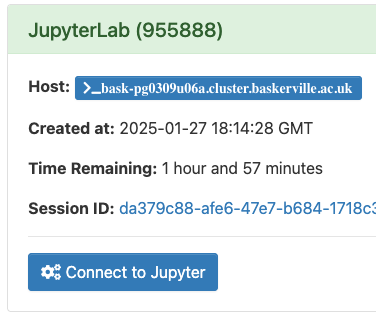 JupyterLab (955888)
Host: >_bask-pg0309u06a.cluster.baskerville.ac.uk
Created at: 2025-01-27 18:14:28 GMT
Time Remaining: 1 hour and 57 minutes
Session ID: da379c88-afe6-47e7-b684-1718c3
Connect to Jupyter